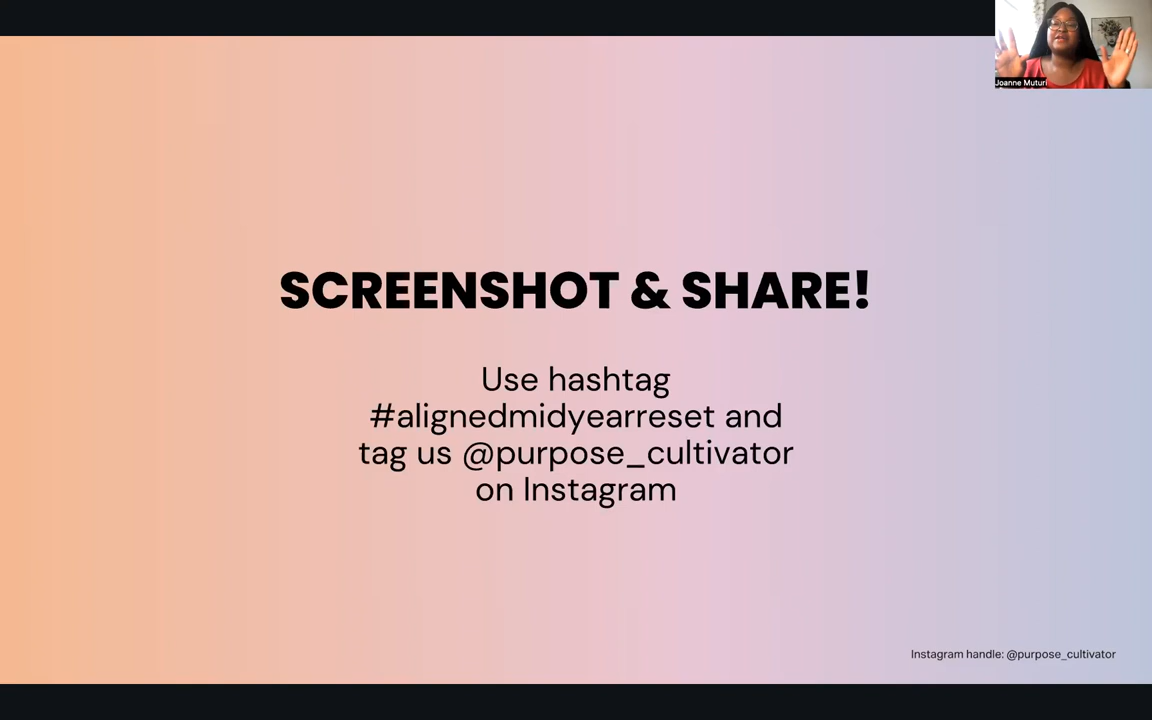 Joanne Muturi
SCREENSHOT & SHARE!
Use hashtag
#alignedmidyearreset and
tag us @purpose_cultivator
on Instagram
Instagram handle: @purpose_cultivator